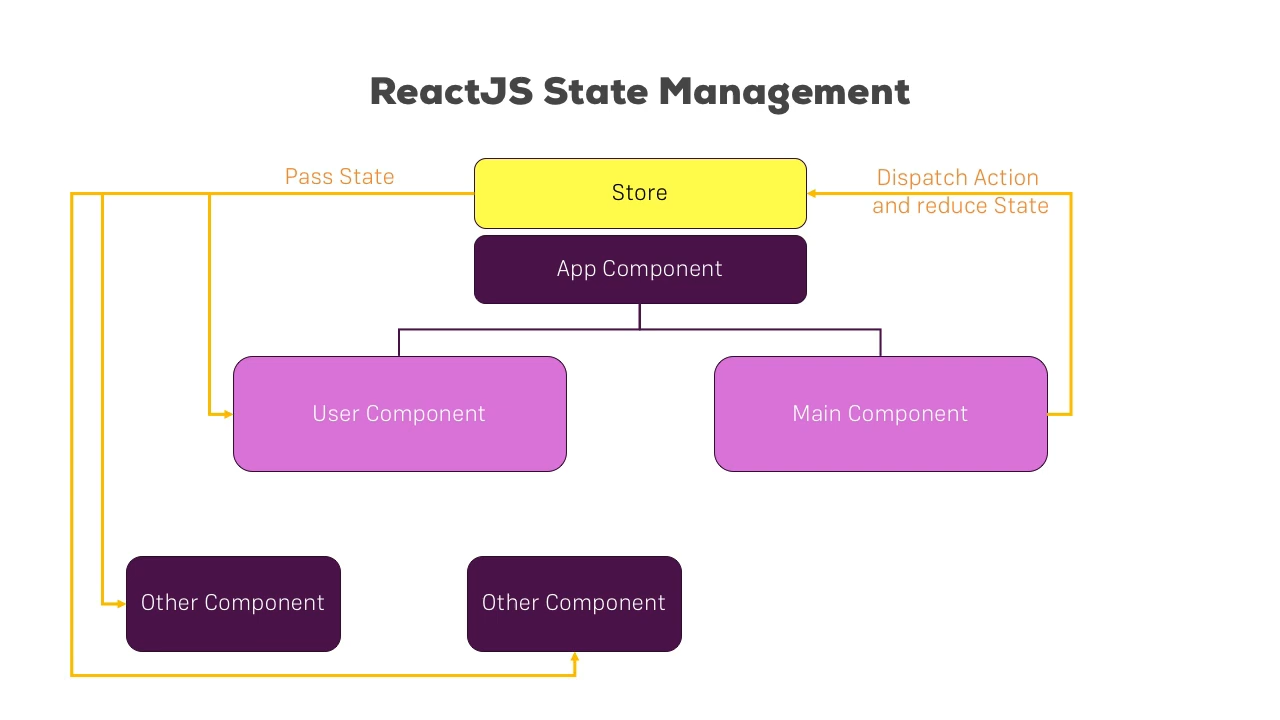 ReactJS State Management
Pass State
Store
Dispatch Action
and reduce State
App Component
User Component
Main Component
Other Component
Other Component